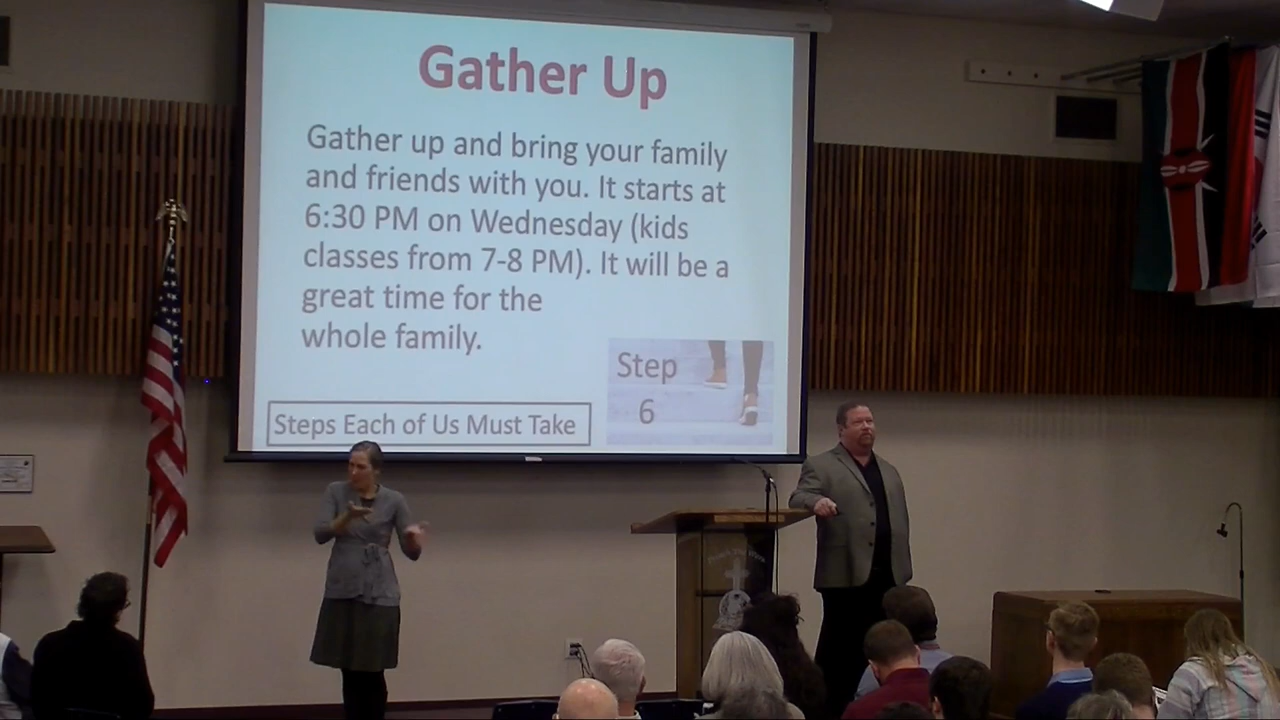 Gather Up
Gather up and bring your family
and friends with you. It starts at
6:30 PM on Wednesday (kids
classes from 7-8 PM). It will be a
great time for the
whole family.
Step
6
Steps Each of Us Must Take